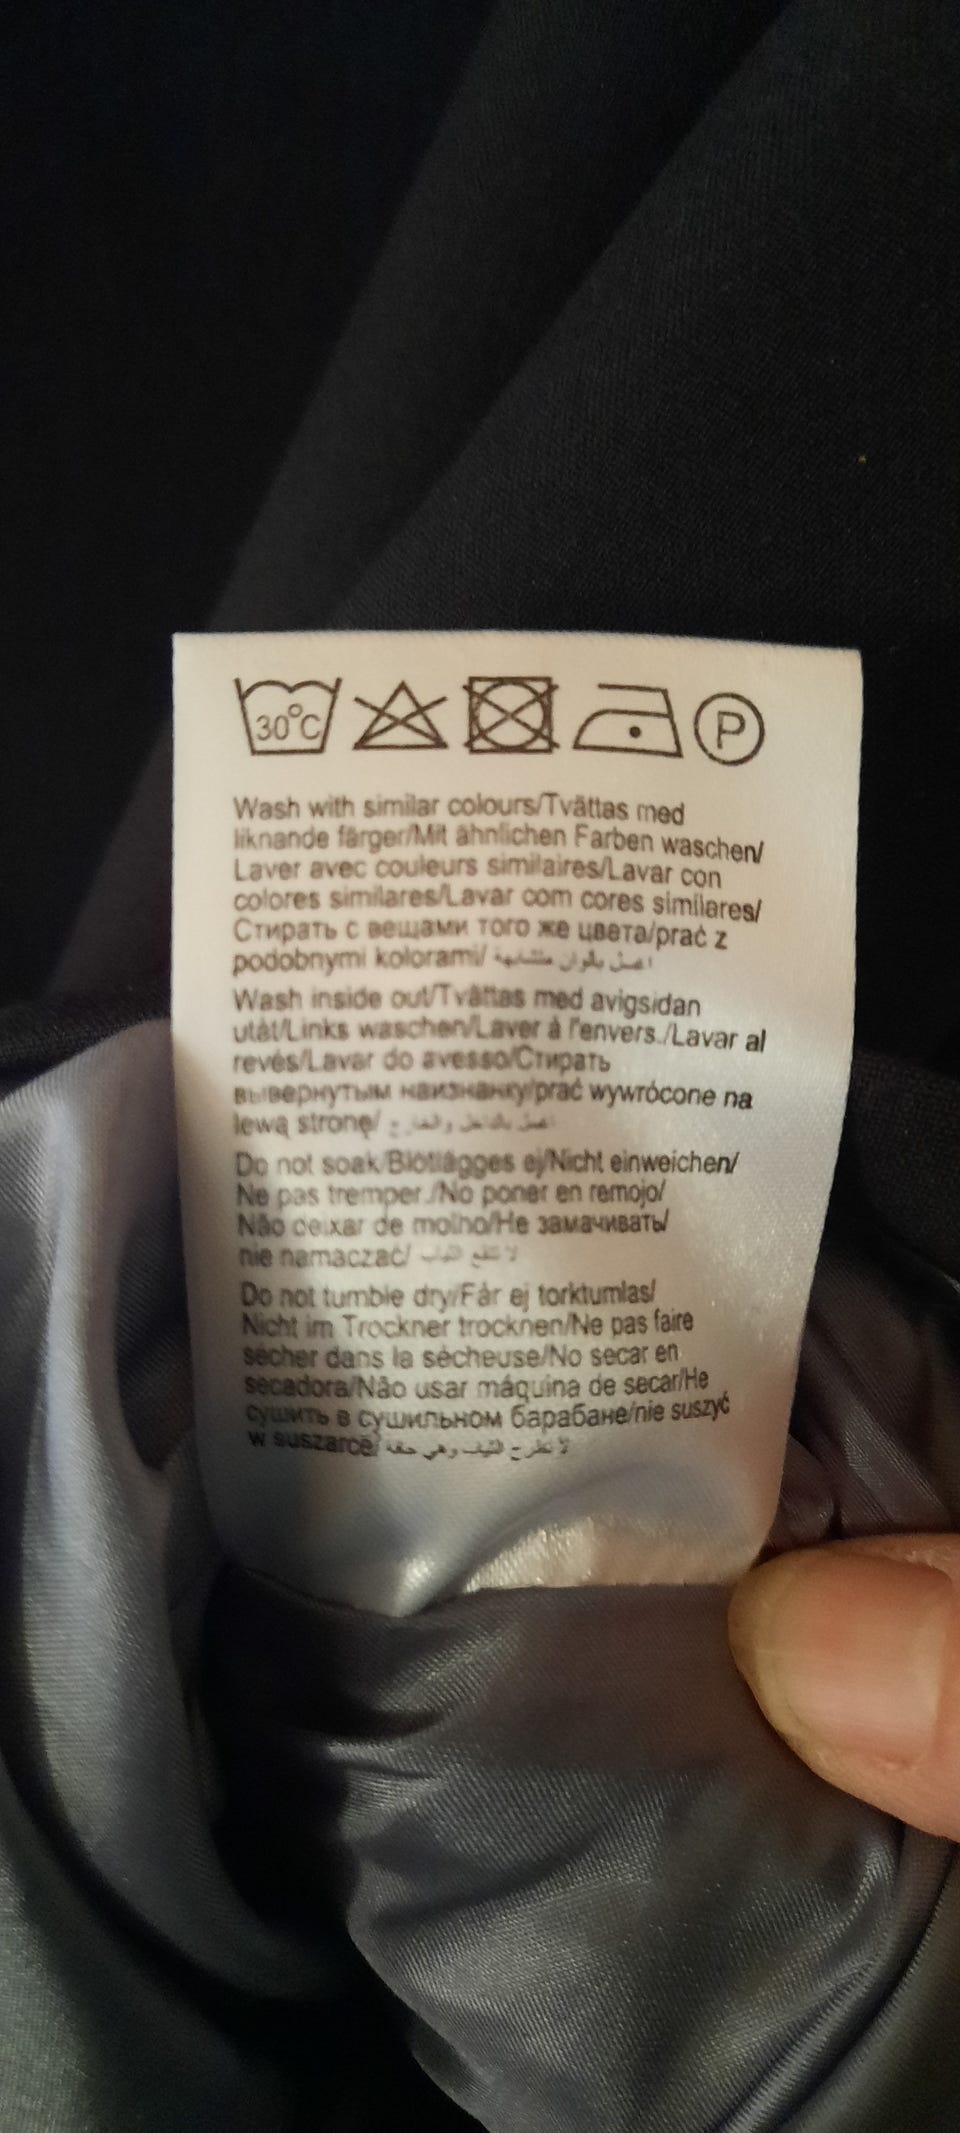 30°C P
Wash with similar colours/Tvättas med
liknande färger/Mit ähnlichen Farben waschen/
Laver avec couleurs similaires/Lavar con
colores similares/Lavar com cores similares/
Стирать с вещами того же цвета/prać z
podobnymi kolorami/ اغسل بألوان متشابهة
Wash inside out/Tvättas med avigsidan
utåt/Links waschen/Laver à l'envers./Lavar al
revés/Lavar do avesso/Стирать
вывернутым наизнанку/prać wywrócone na
lewą stronę/
Do not soak/Blötlägges ej/Nicht einweichen/
Ne pas tremper./No poner en remojo/
Não deixar de molho/Не замачивать/
nie namaczać/ لا تنقع الثياب
Do not tumble dry/Får ej torktumlas/
Nicht im Trockner trocknen/Ne pas faire
sécher dans la sécheuse/No secar en
secadora/Não usar máquina de secar/Не
сушить в сушильном барабане/nie suszyć
w suszarce/